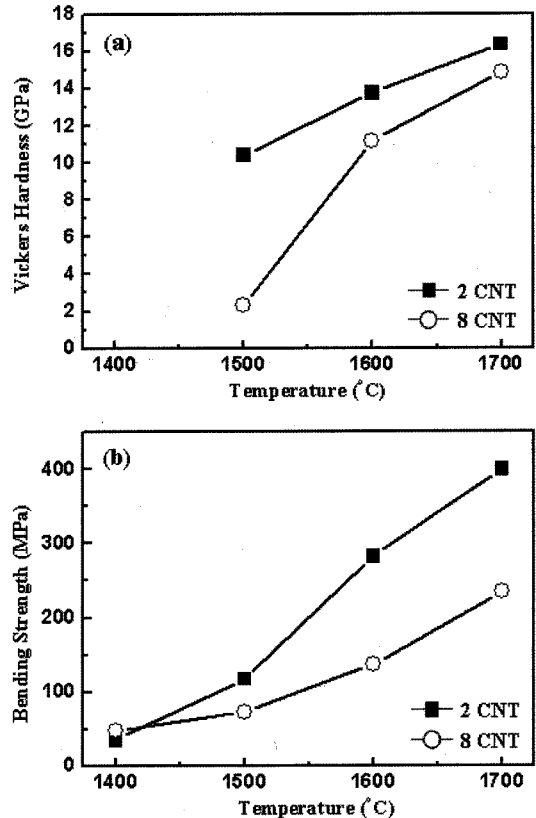 18
(a)
16
14
12
10
8
6
4
2
0
Vickers Hardness (GPa)
2 CNT
8 CNT
1400 1500 1600 1700
Temperature (°C)
(b)
400
300
200
100
0
Bending Strength (MPa)
2 CNT
8 CNT
1400 1500 1600 1700
Temperature (°C)